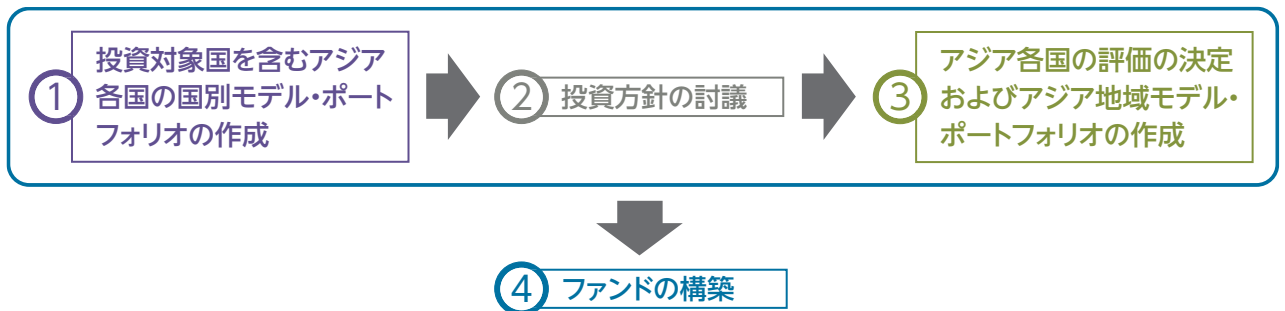 ①
投資対象国を含むアジア
各国の国別モデル・ポート
フォリオの作成
②
投資方針の討議
③
アジア各国の評価の決定
およびアジア地域モデル・
ポートフォリオの作成
④
ファンドの構築